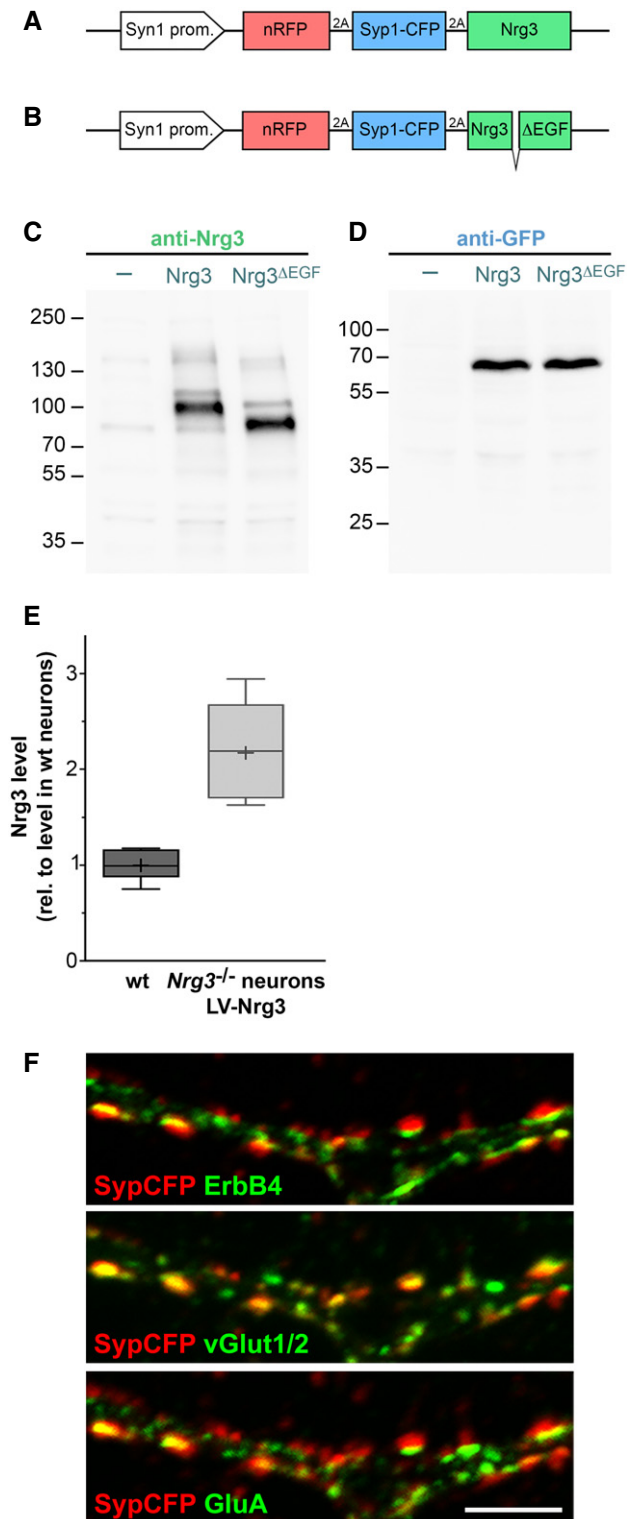 A
Syn1 prom. nRFP 2A Syp1-CFP 2A Nrg3
B
Syn1 prom. nRFP 2A Syp1-CFP 2A Nrg3 ΔEGF
C
anti-Nrg3
– Nrg3 Nrg3ΔEGF
250
130
100
70
55
35
D
anti-GFP
– Nrg3 Nrg3ΔEGF
100
70
55
35
25
E
Nrg3 level
(rel. to level in wt neurons)
3
2
1
0
wt Nrg3-/- neurons
LV-Nrg3
F
SypCFP ErbB4
SypCFP vGlut1/2
SypCFP GluA